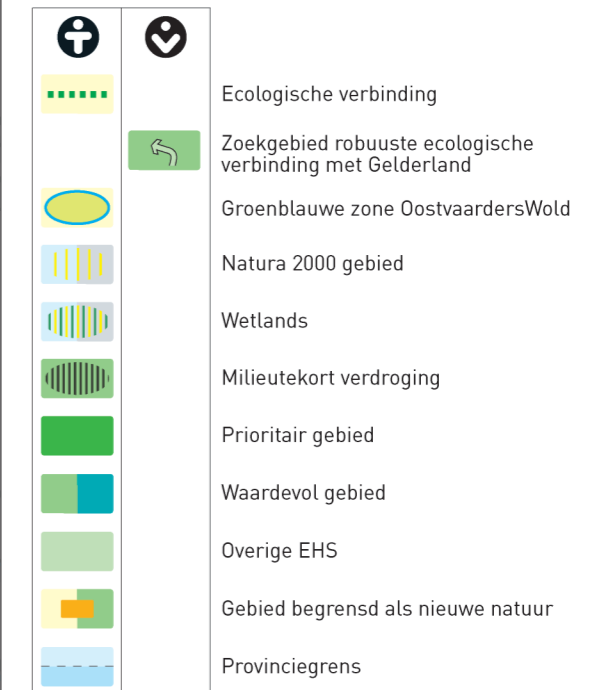 Ecologische verbinding
Zoekgebied robuuste ecologische
verbinding met Gelderland
Groenblauwe zone OostvaardersWold
Natura 2000 gebied
Wetlands
Milieutekort verdroging
Prioritair gebied
Waardevol gebied
Overige EHS
Gebied begrensd als nieuwe natuur
Provinciegrens